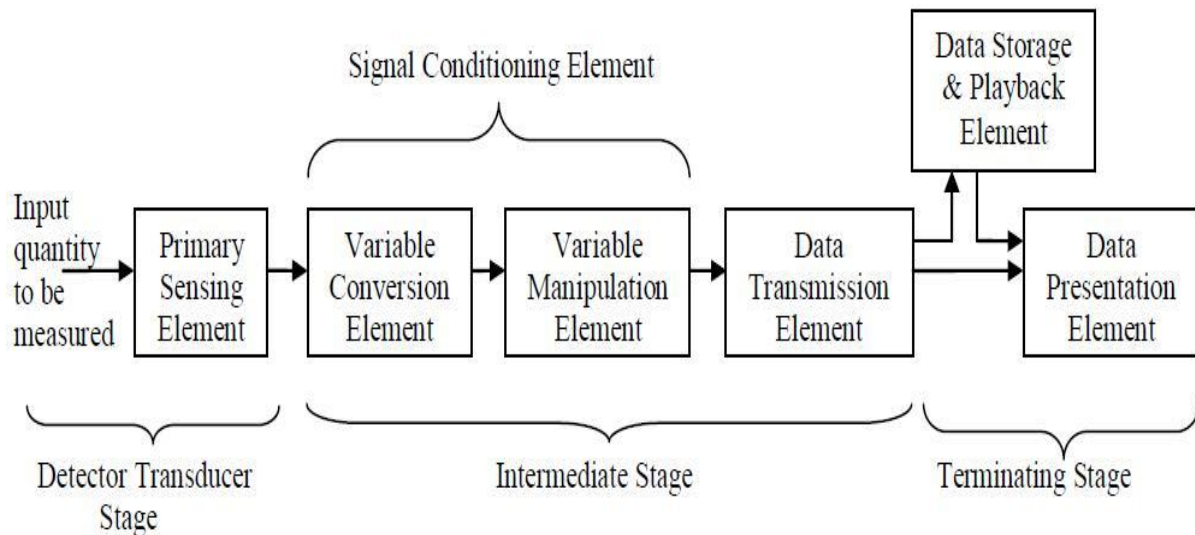 Signal Conditioning Element
Data Storage
& Playback
Element
Input
quantity
to be
measured
Primary
Sensing
Element
Variable
Conversion
Element
Variable
Manipulation
Element
Data
Transmission
Element
Data
Presentation
Element
Detector Transducer
Stage
Intermediate Stage
Terminating Stage